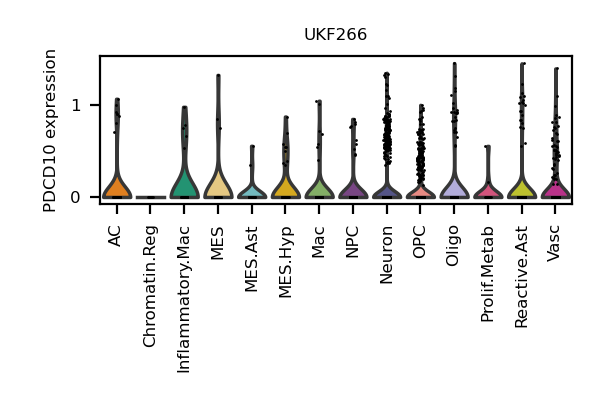 UKF266
PDCD10 expression
1
0
AC
Chromatin.Reg
Inflammatory.Mac
MES
MES.Ast
MES.Hyp
Mac
NPC
Neuron
OPC
Oligo
Prolif.Metab
Reactive.Ast
Vasc